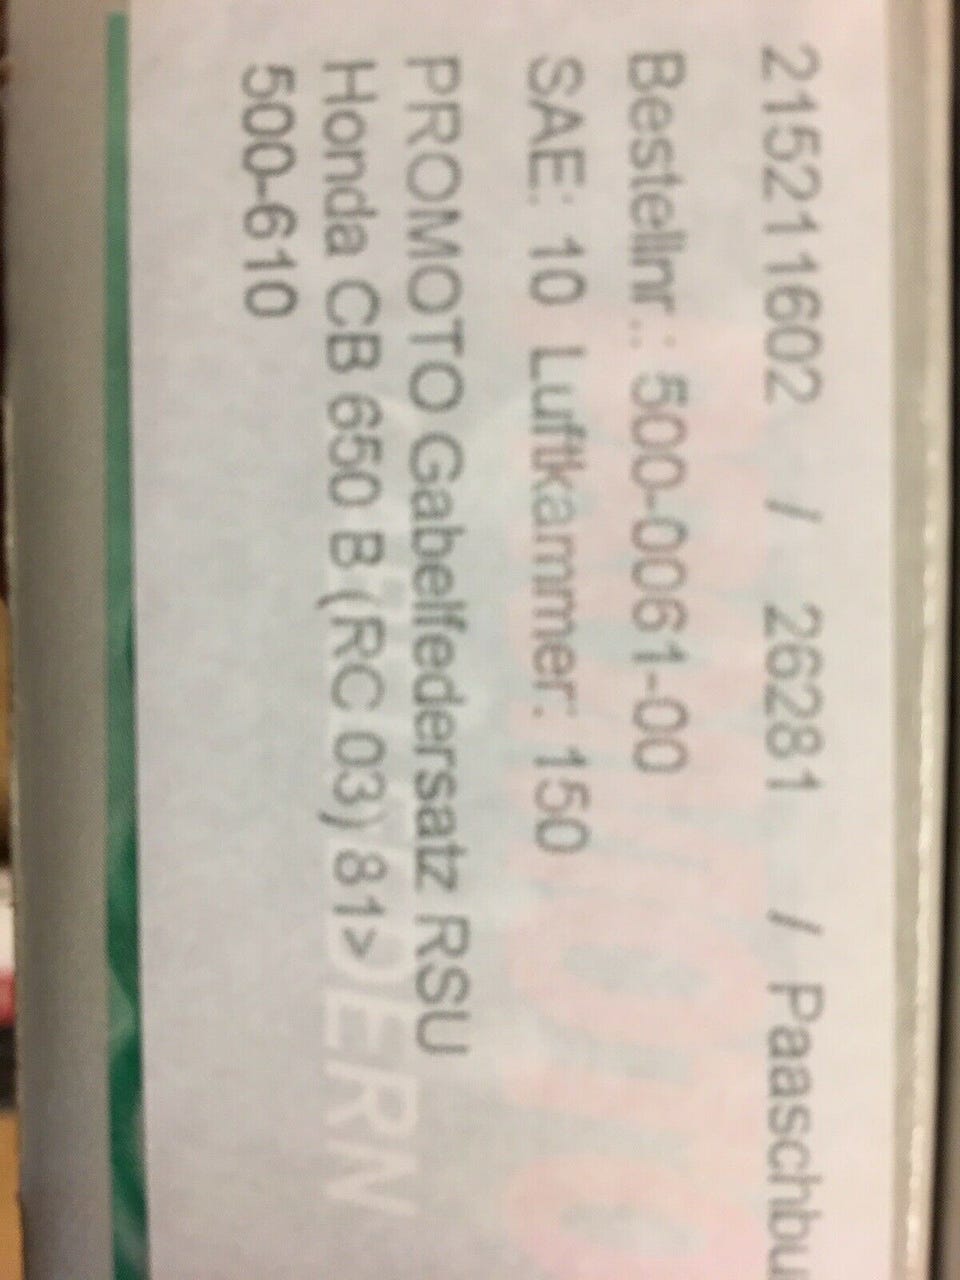 215211602 / 26281 / Paaschbu
Bestellnr.: 500-0061-00
SAE: 10 Luftkammer: 150
PROMOTO Gabelfedersatz RSU
Honda CB 650 B (RC 03) 81>
500-610